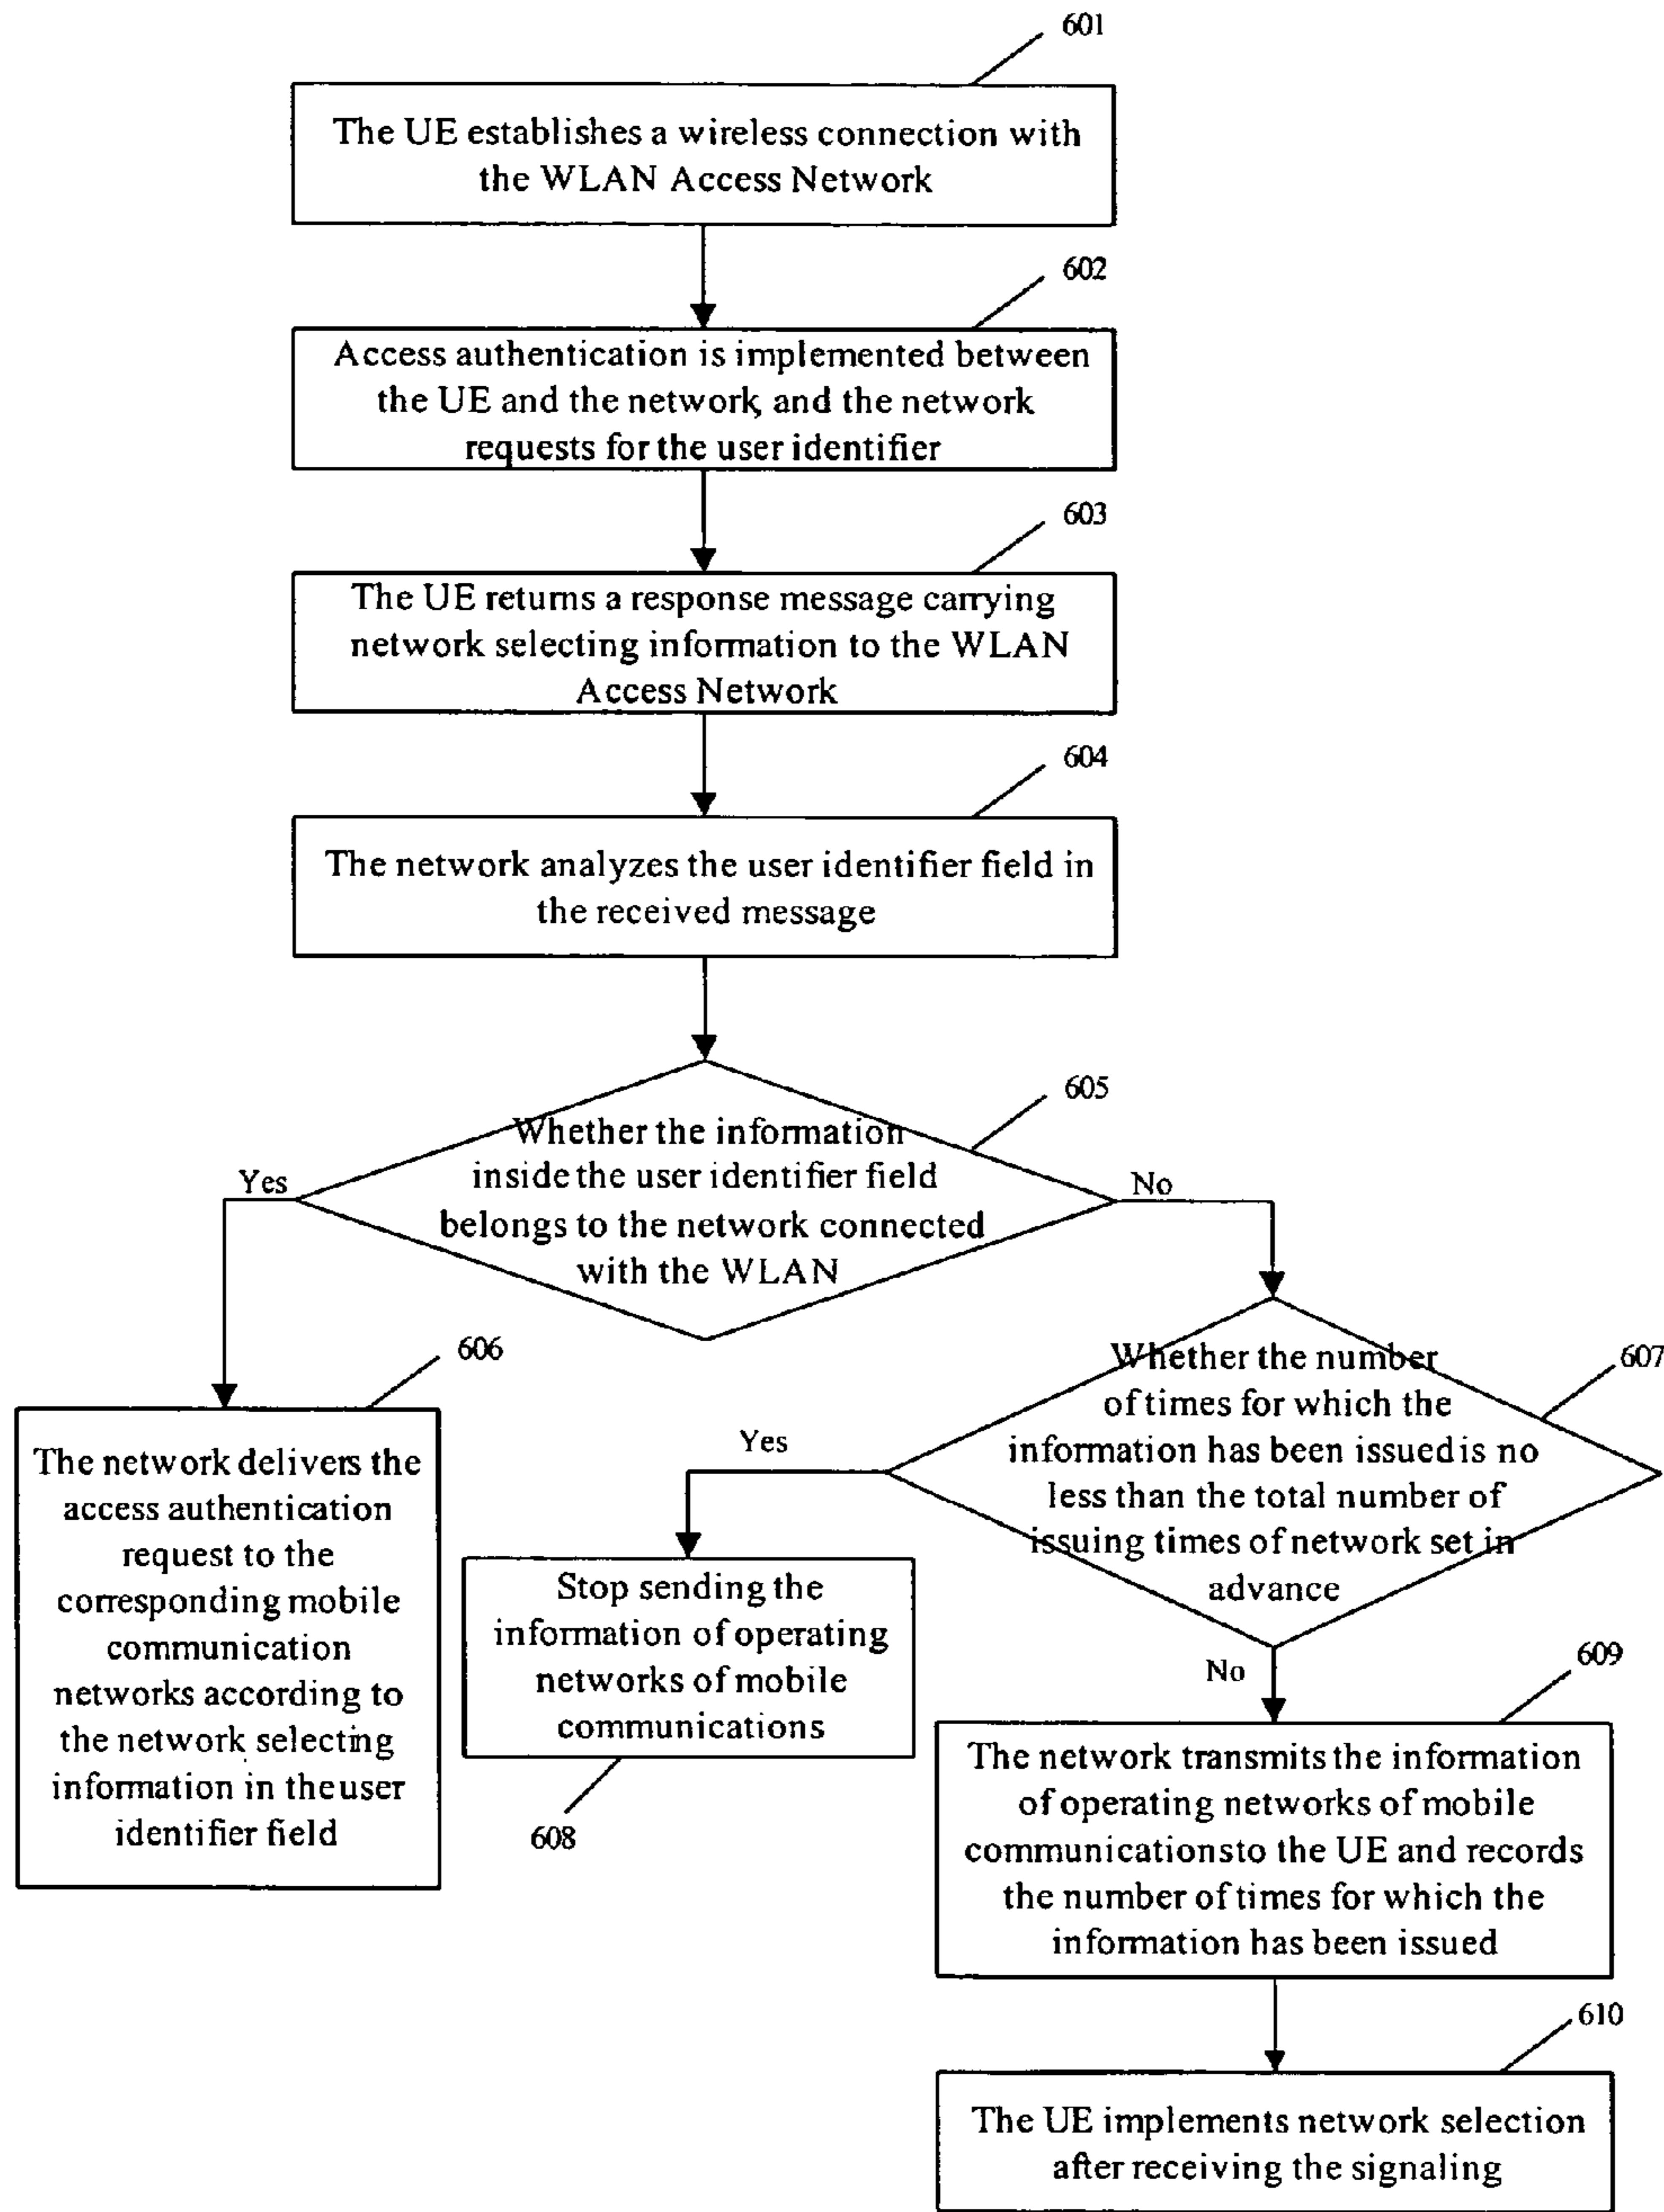 601
The UE establishes a wireless connection with
the WLAN Access Network
602
Access authentication is implemented between
the UE and the network, and the network
requests for the user identifier
603
The UE returns a response message carrying
network selecting information to the WLAN
Access Network
604
The network analyzes the user identifier field in
the received message
605
Whether the information
inside the user identifier field
belongs to the network connected
with the WLAN
Yes
No
606
The network delivers the
access authentication
request to the
corresponding mobile
communication
networks according to
the network selecting
information in the user
identifier field
607
Whether the number
of times for which the
information has been issued is no
less than the total number of
issuing times of network set in
advance
Yes
Stop sending the
information of operating
networks of mobile
communications
608
No
609
The network transmits the information
of operating networks of mobile
communications to the UE and records
the number of times for which the
information has been issued
610
The UE implements network selection
after receiving the signaling